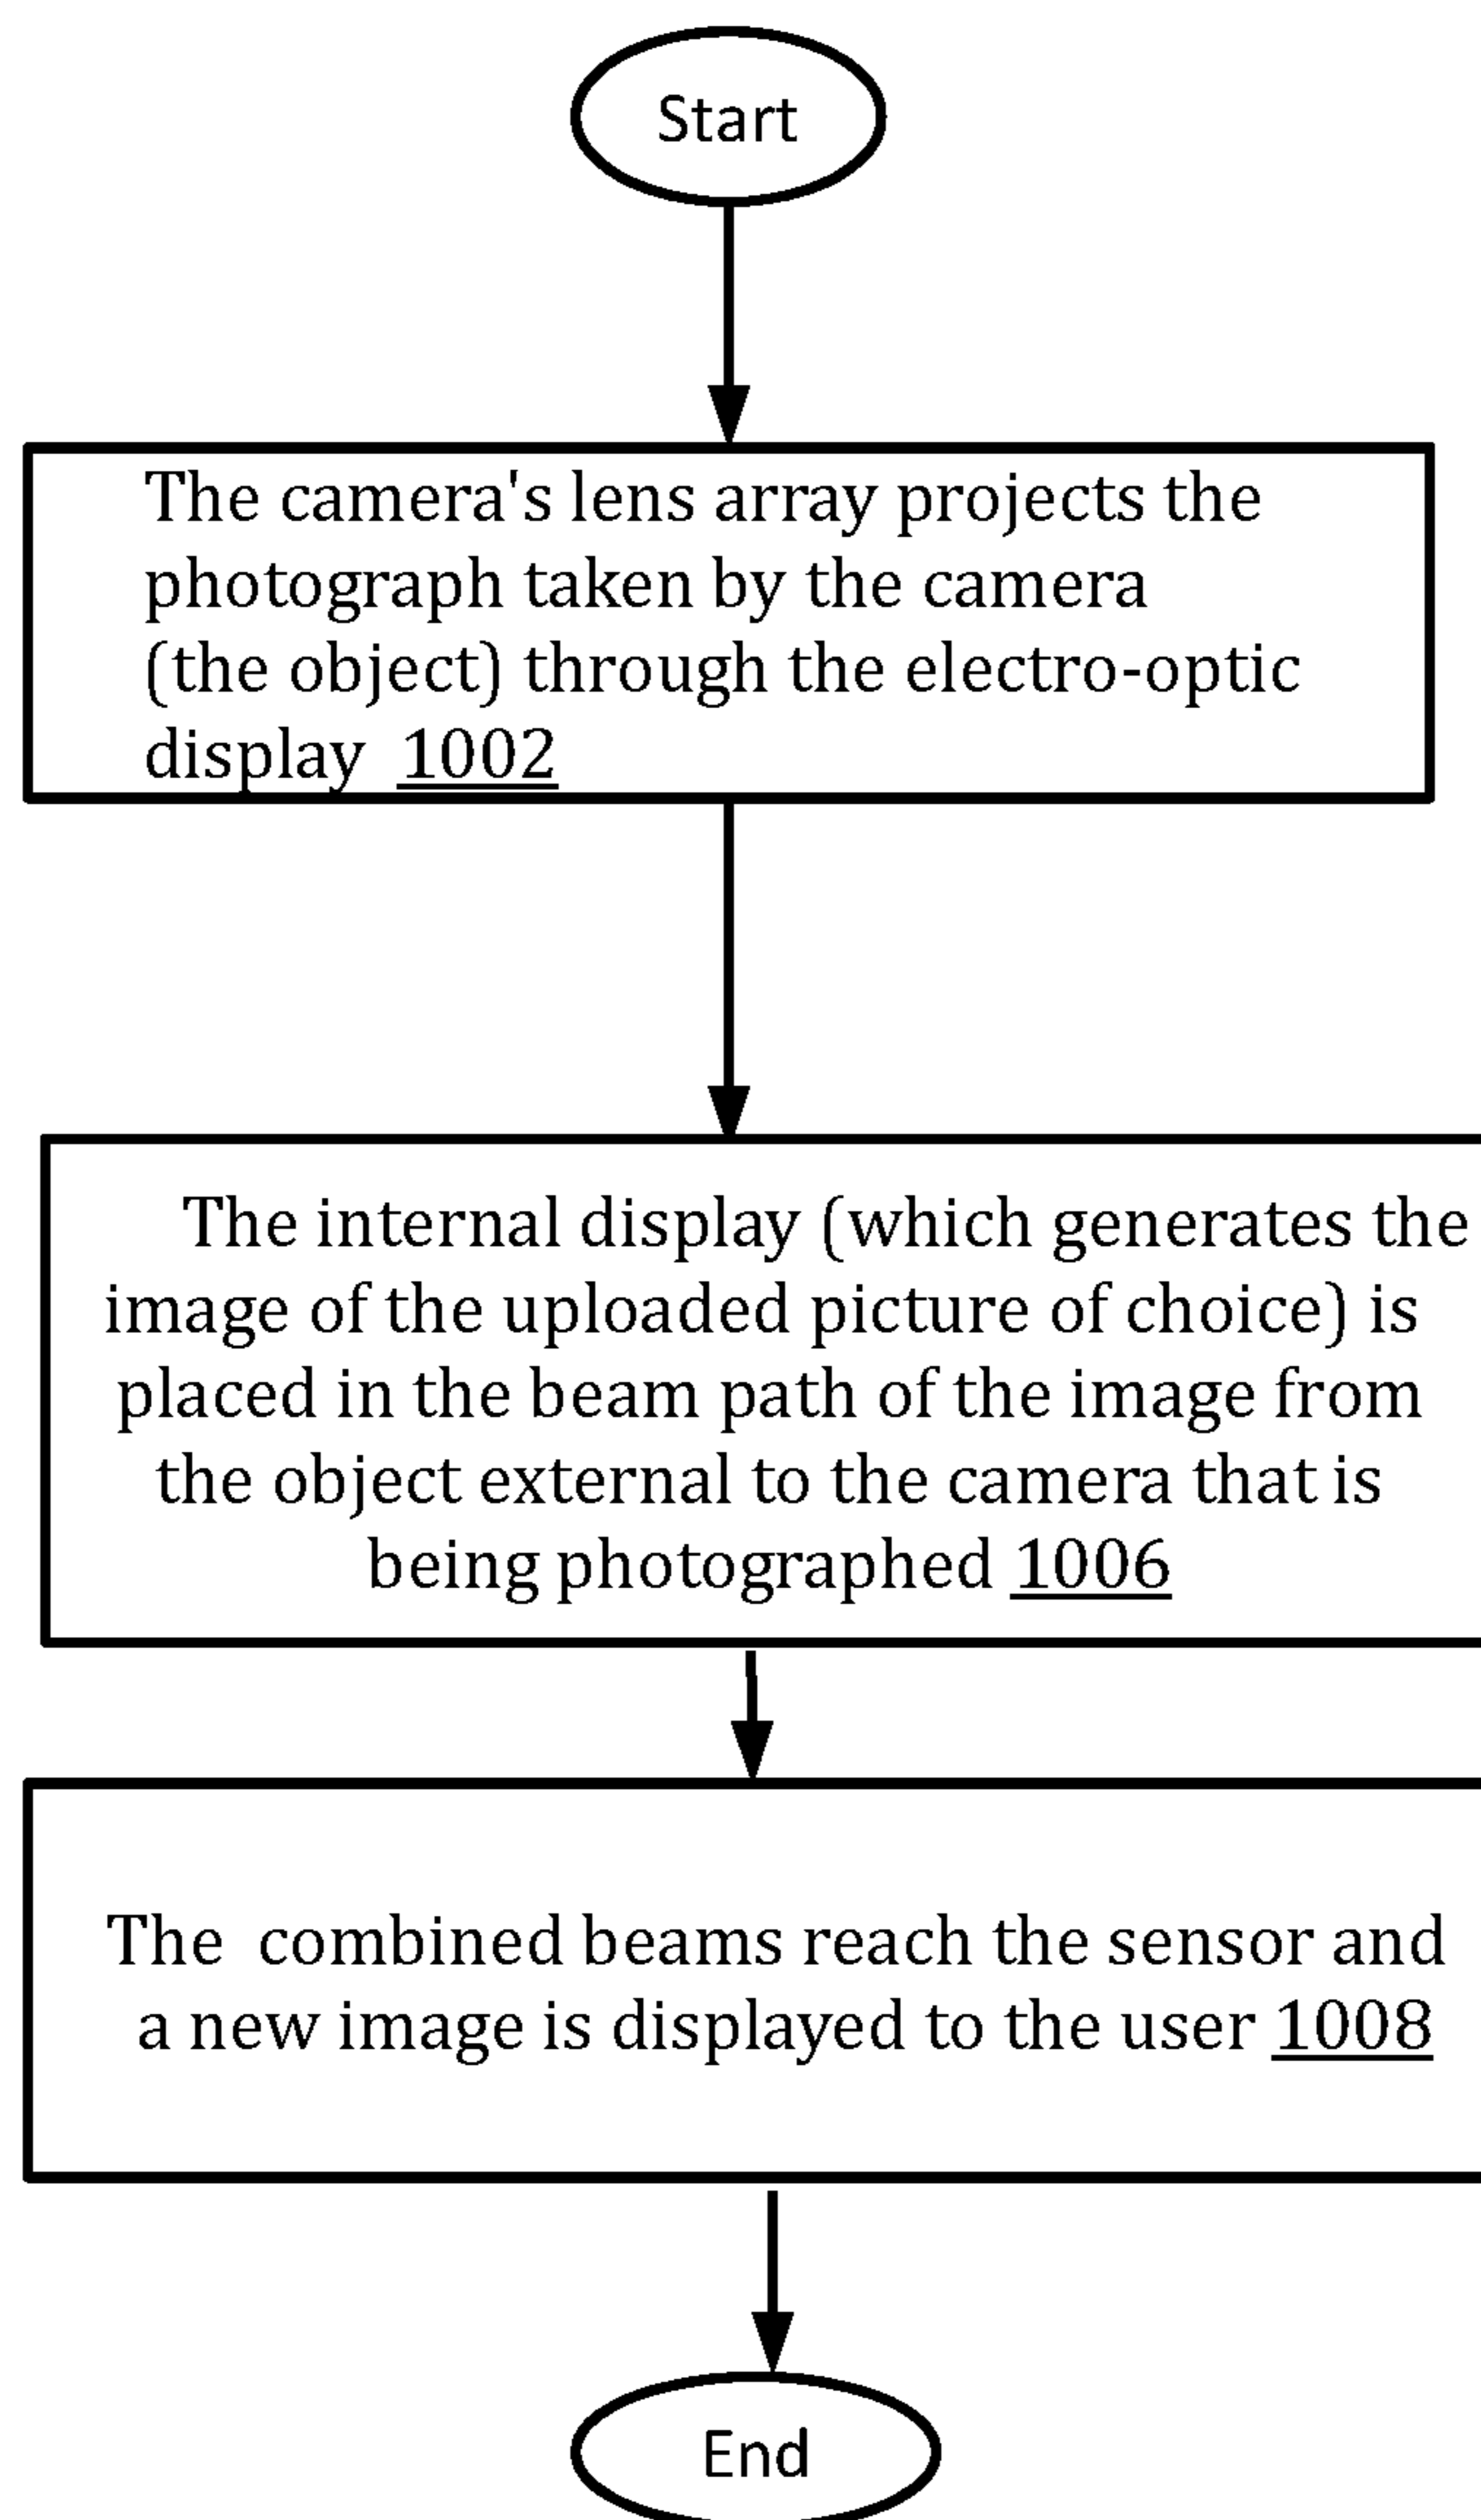 Start
The camera's lens array projects the
photograph taken by the camera
(the object) through the electro-optic
display 1002
The internal display (which generates the
image of the uploaded picture of choice) is
placed in the beam path of the image from
the object external to the camera that is
being photographed 1006
The combined beams reach the sensor and
a new image is displayed to the user 1008
End